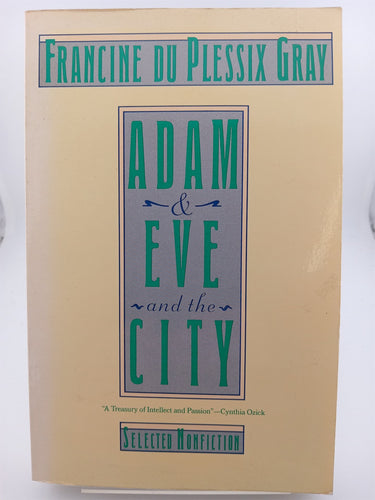 FRANCINE DU PLESSIX GRAY
ADAM
&
EVE
and the
CITY
"A Treasury of Intellect and Passion"—Cynthia Ozick
SELECTED NONFICTION